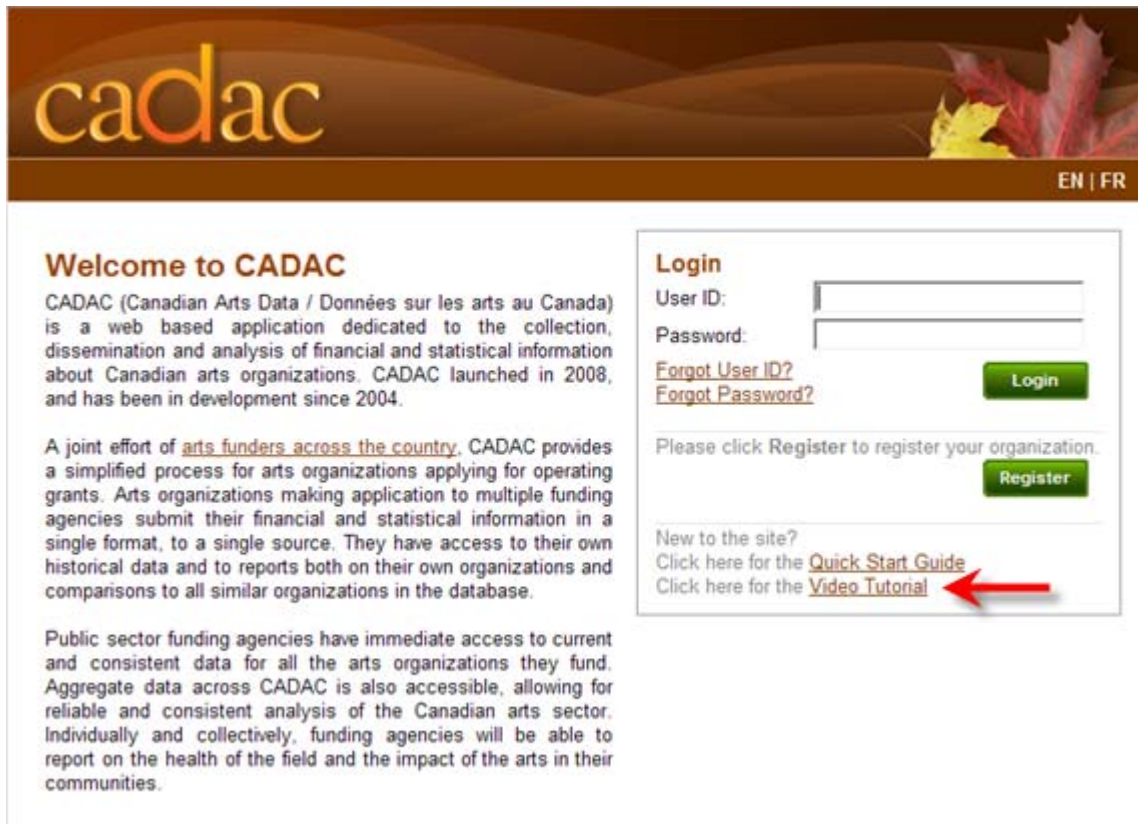 cadac
EN | FR
Welcome to CADAC
CADAC (Canadian Arts Data / Données sur les arts au Canada)
is a web based application dedicated to the collection,
dissemination and analysis of financial and statistical information
about Canadian arts organizations. CADAC launched in 2008,
and has been in development since 2004.
A joint effort of arts funders across the country, CADAC provides
a simplified process for arts organizations applying for operating
grants. Arts organizations making application to multiple funding
agencies submit their financial and statistical information in a
single format, to a single source. They have access to their own
historical data and to reports both on their own organizations and
comparisons to all similar organizations in the database.
Public sector funding agencies have immediate access to current
and consistent data for all the arts organizations they fund.
Aggregate data across CADAC is also accessible, allowing for
reliable and consistent analysis of the Canadian arts sector.
Individually and collectively, funding agencies will be able to
report on the health of the field and the impact of the arts in their
communities.
Login
User ID:
Password:
Forgot User ID?
Forgot Password?
Login
Please click Register to register your organization.
Register
New to the site?
Click here for the Quick Start Guide
Click here for the Video Tutorial